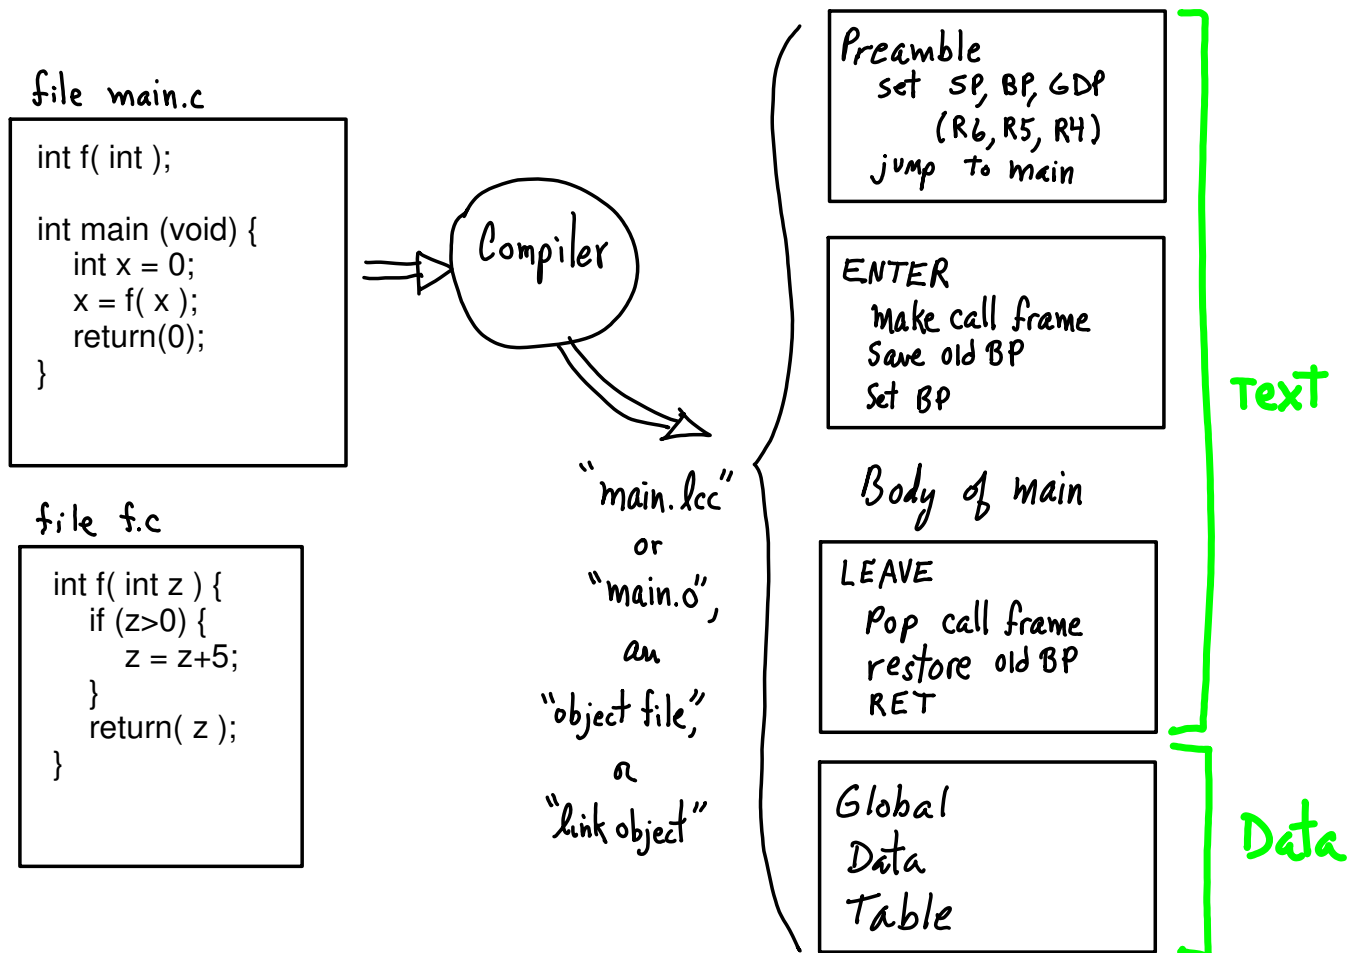 file main.c
int f( int );
int main (void) {
int x = 0;
x = f( x );
return(0);
}
file f.c
int f( int z ) {
if (z>0) {
z = z+5;
}
return( z );
}
Compiler
"main.lcc"
or
"main.o",
an
"object file",
or
"link object"
Preamble
set SP, BP, GDP
(R6, R5, R4)
jump to main
ENTER
Make call frame
Save old BP
Set BP
Body of main
LEAVE
Pop call frame
restore old BP
RET
Global
Data
Table
Text
Data